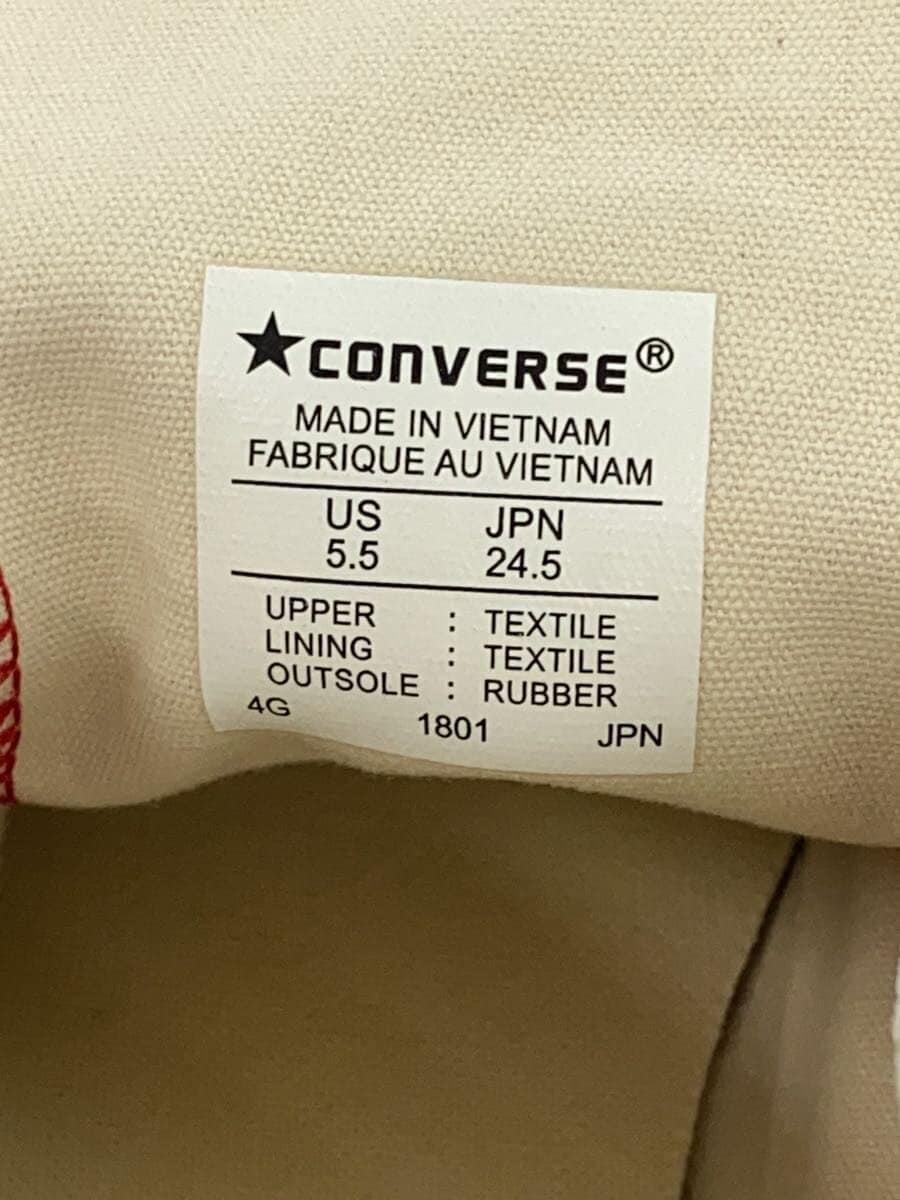 ★CONVERSE®
MADE IN VIETNAM
FABRIQUE AU VIETNAM
US JPN
5.5 24.5
UPPER : TEXTILE
LINING : TEXTILE
OUTSOLE : RUBBER
4G 1801 JPN